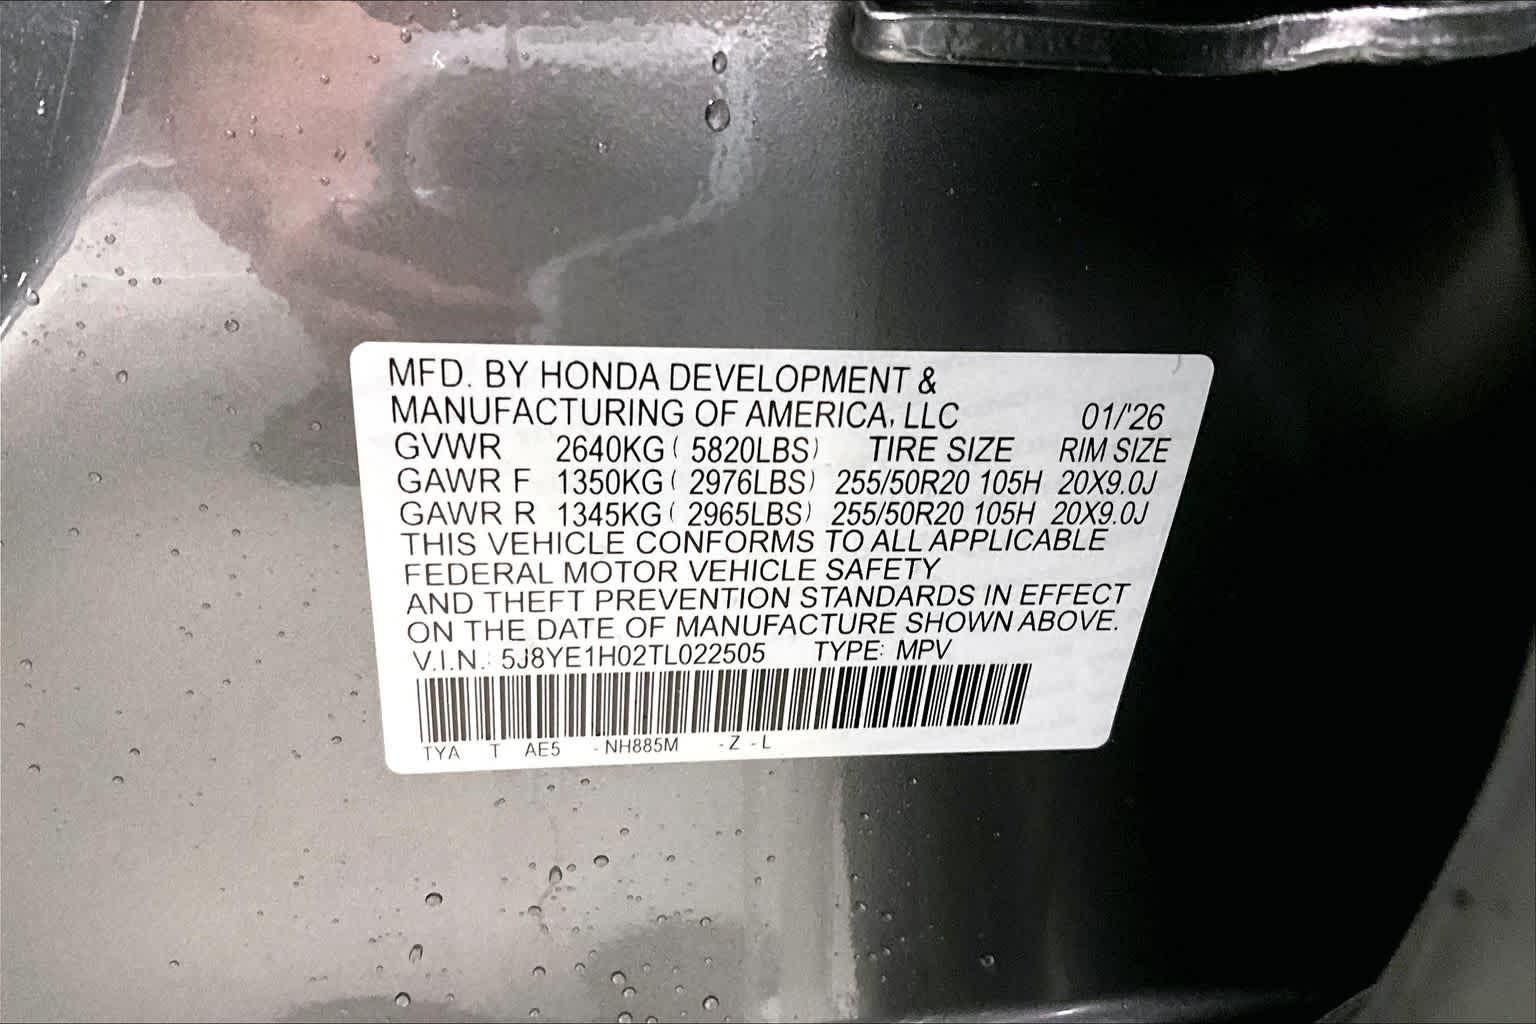 MFD. BY HONDA DEVELOPMENT &
MANUFACTURING OF AMERICA, LLC 01/'26
GVWR 2640KG ( 5820LBS) TIRE SIZE RIM SIZE
GAWR F 1350KG ( 2976LBS) 255/50R20 105H 20X9.0J
GAWR R 1345KG ( 2965LBS) 255/50R20 105H 20X9.0J
THIS VEHICLE CONFORMS TO ALL APPLICABLE
FEDERAL MOTOR VEHICLE SAFETY
AND THEFT PREVENTION STANDARDS IN EFFECT
ON THE DATE OF MANUFACTURE SHOWN ABOVE.
V.I.N.: 5J8YE1H02TL022505 TYPE: MPV
TYA T AE5 -NH885M -Z -L